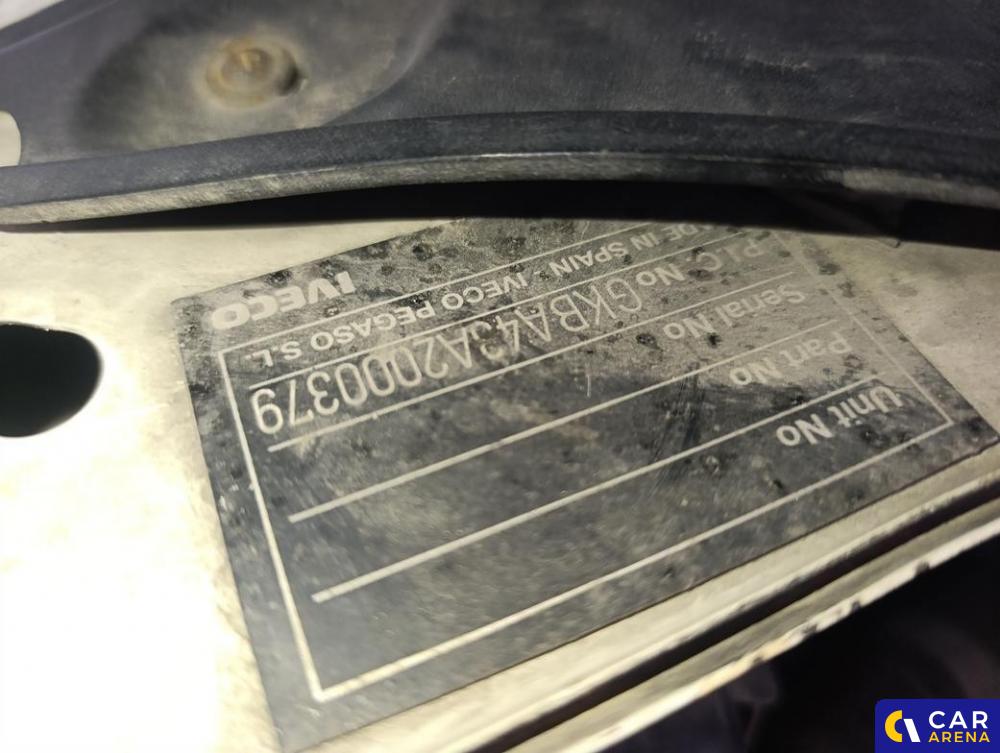 Unit No
Part No
Serial No
P.I.C. No GKBA43A2000379
MADE IN SPAIN - IVECO PEGASO S.L.
IVECO
CAR
ARENA